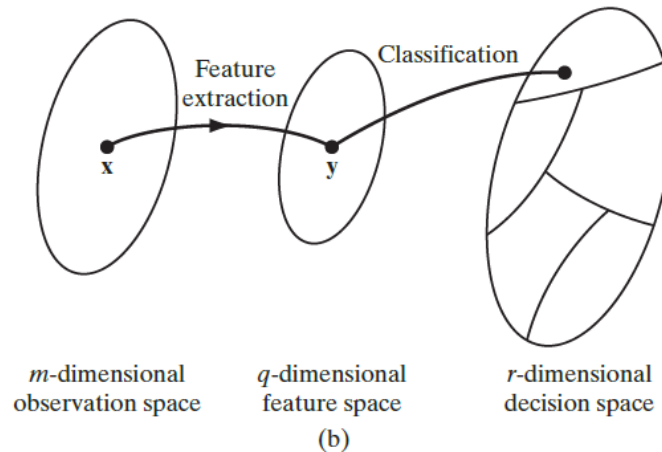 Feature
extraction
Classification
x
y
m-dimensional
observation space
q-dimensional
feature space
r-dimensional
decision space
(b)